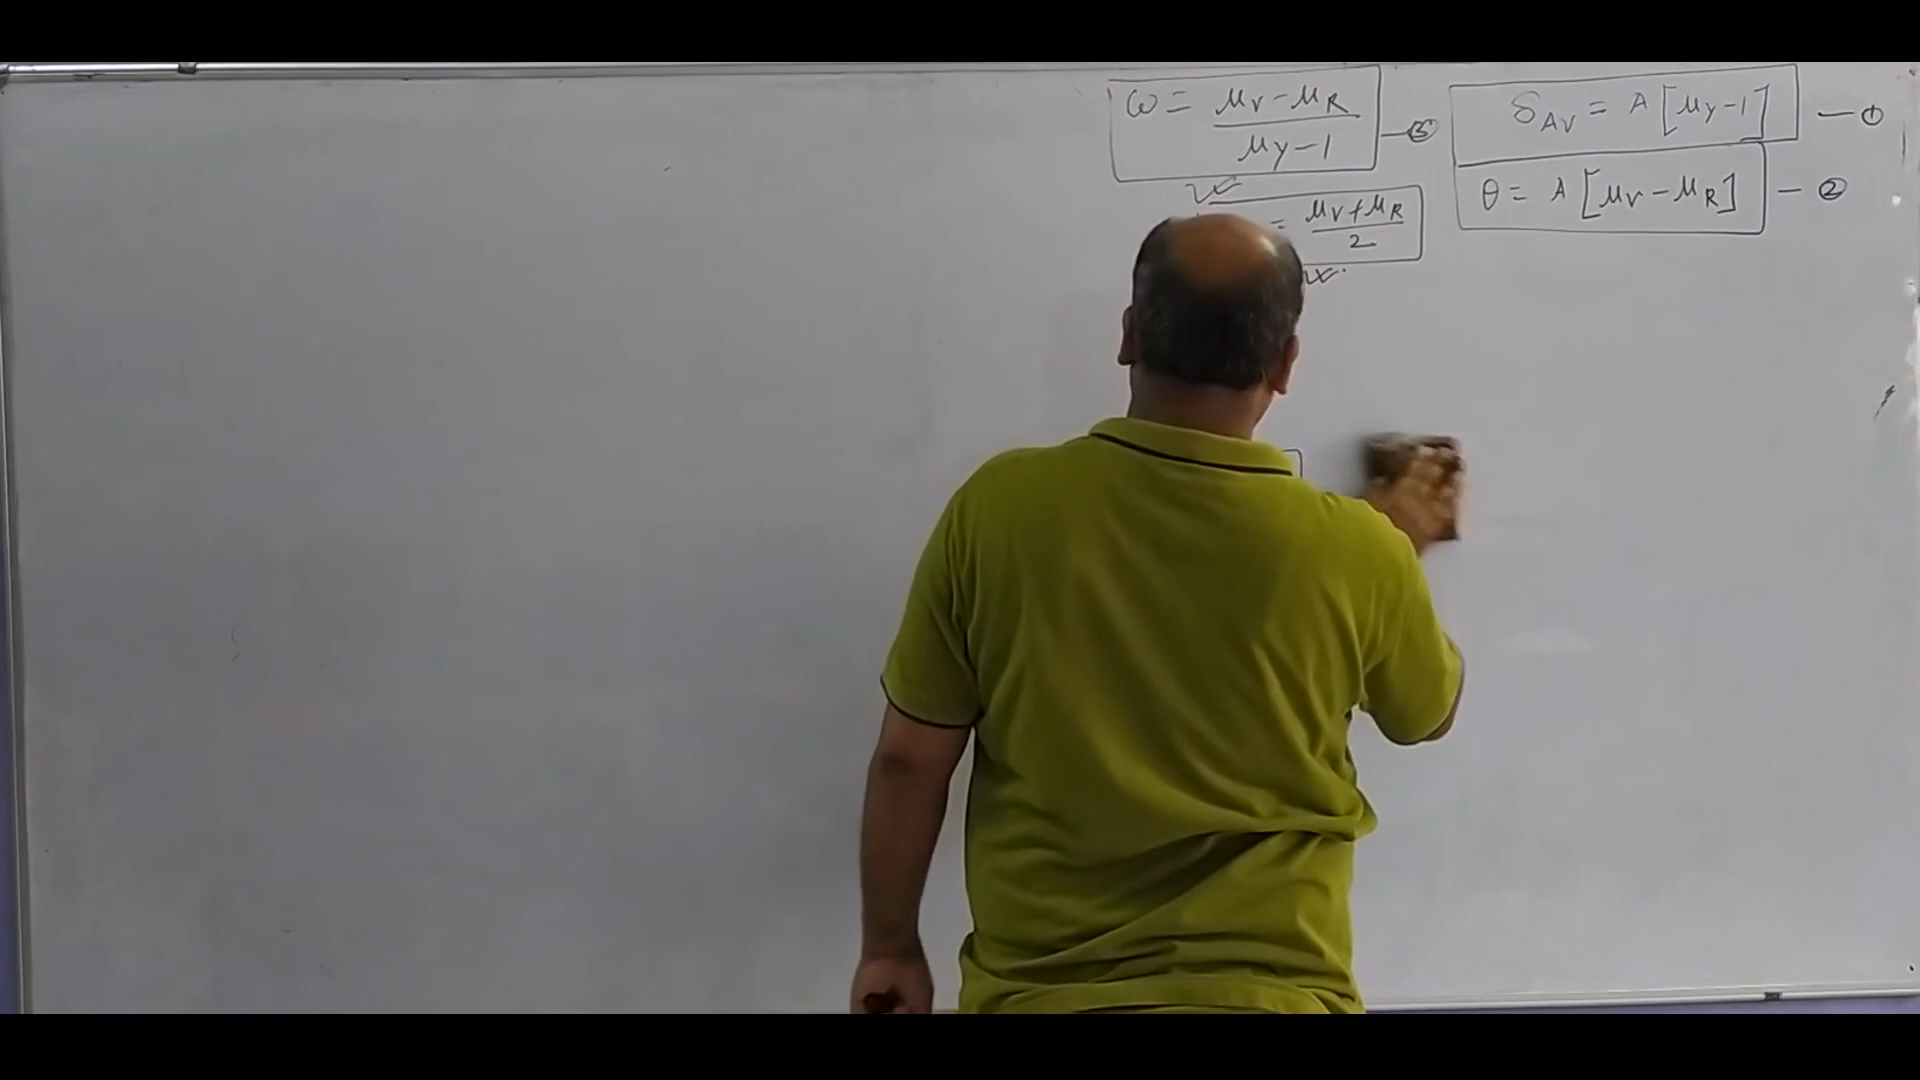 ω = (μv − μR) / (μy − 1) — ⑤
= (μv + μR) / 2
δAv = A [μy − 1] — ①
θ = A [μv − μR] — ②